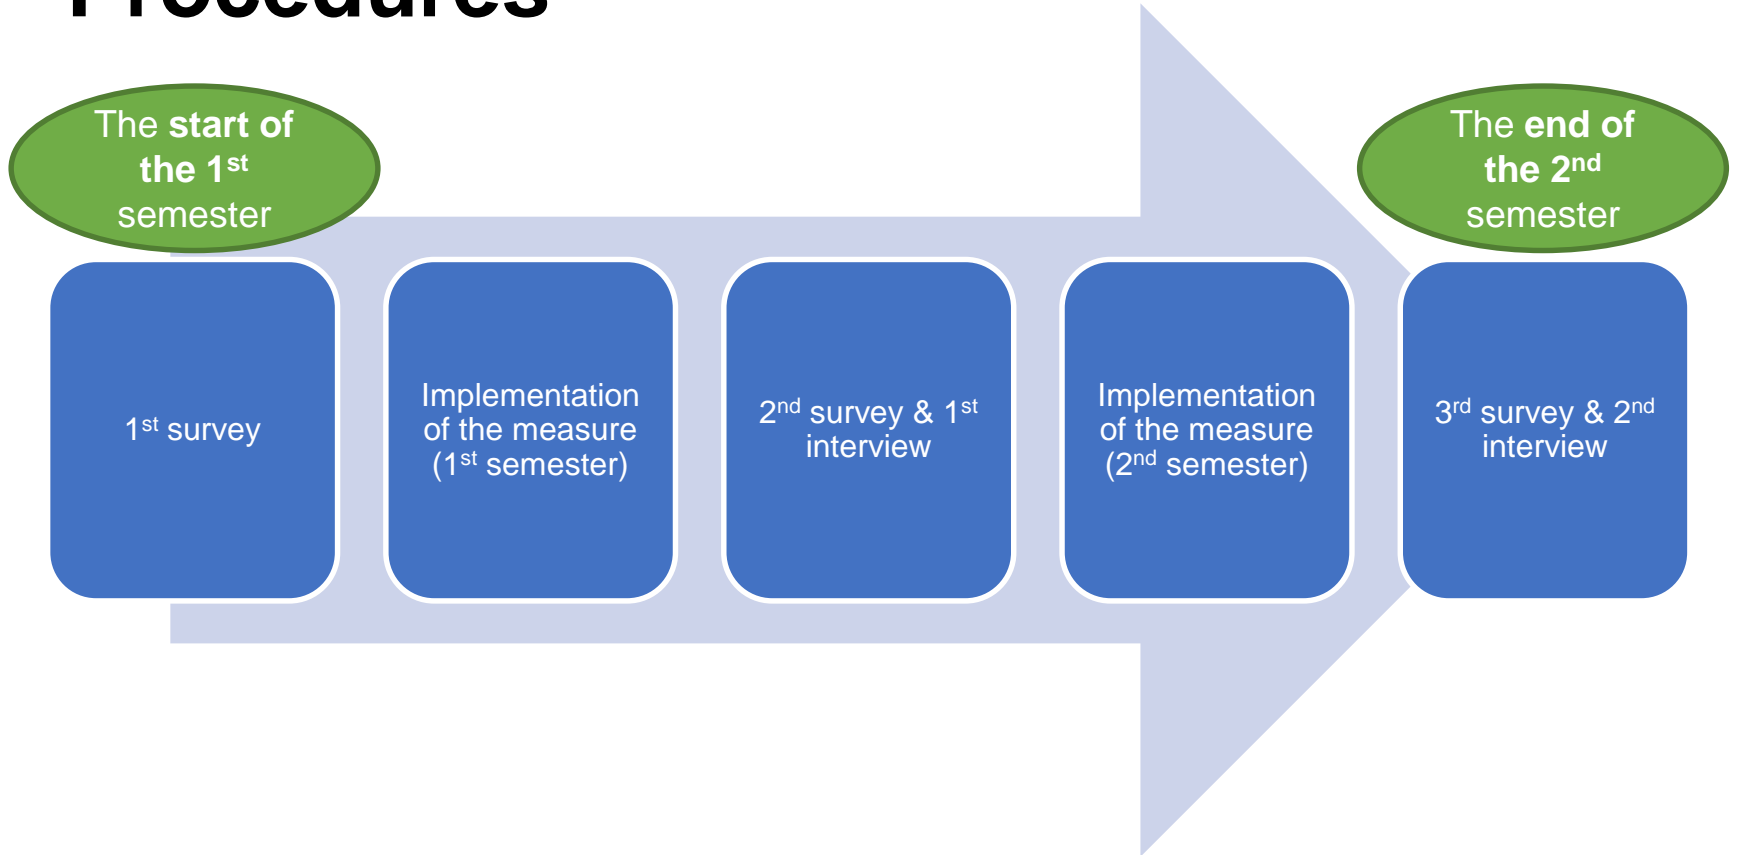 Procedures
The start of
the 1st
semester
The end of
the 2nd
semester
1st survey
Implementation
of the measure
(1st semester)
2nd survey & 1st
interview
Implementation
of the measure
(2nd semester)
3rd survey & 2nd
interview